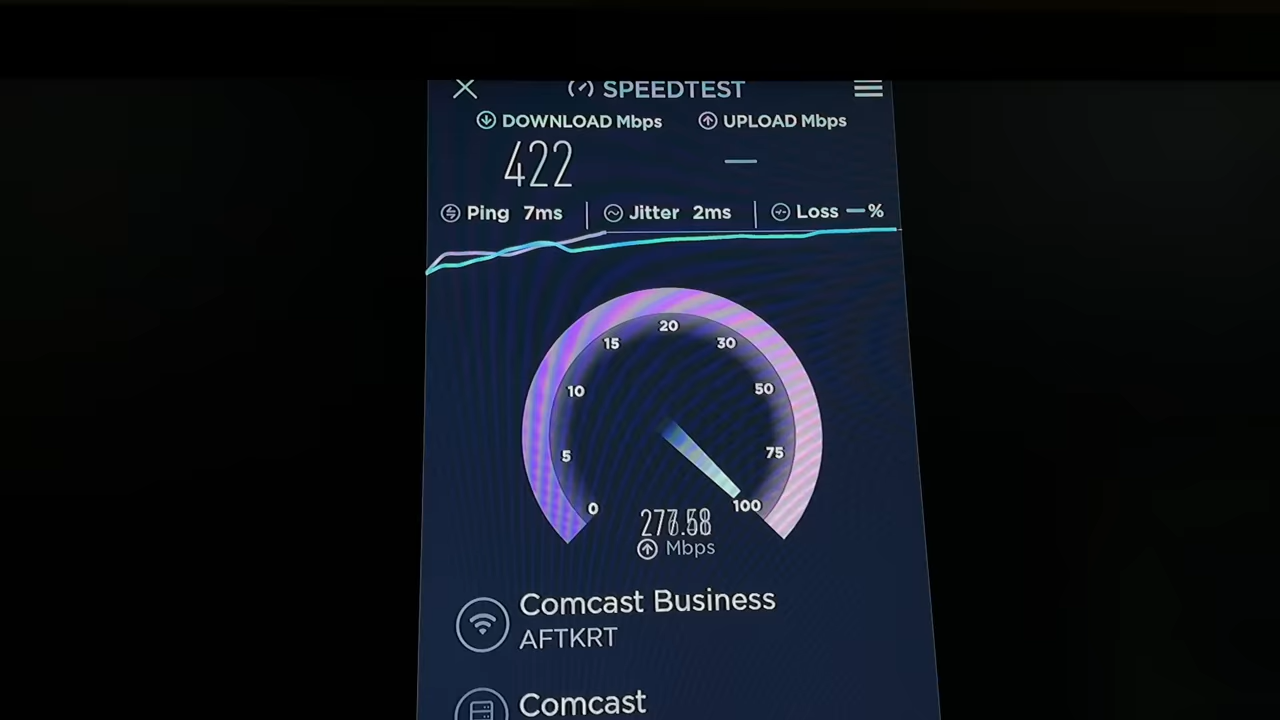 SPEEDTEST
DOWNLOAD Mbps UPLOAD Mbps
422 —
Ping 7ms Jitter 2ms Loss —%
20
15 30
10 50
5 75
0 100
Mbps
Comcast Business
AFTKRT
Comcast